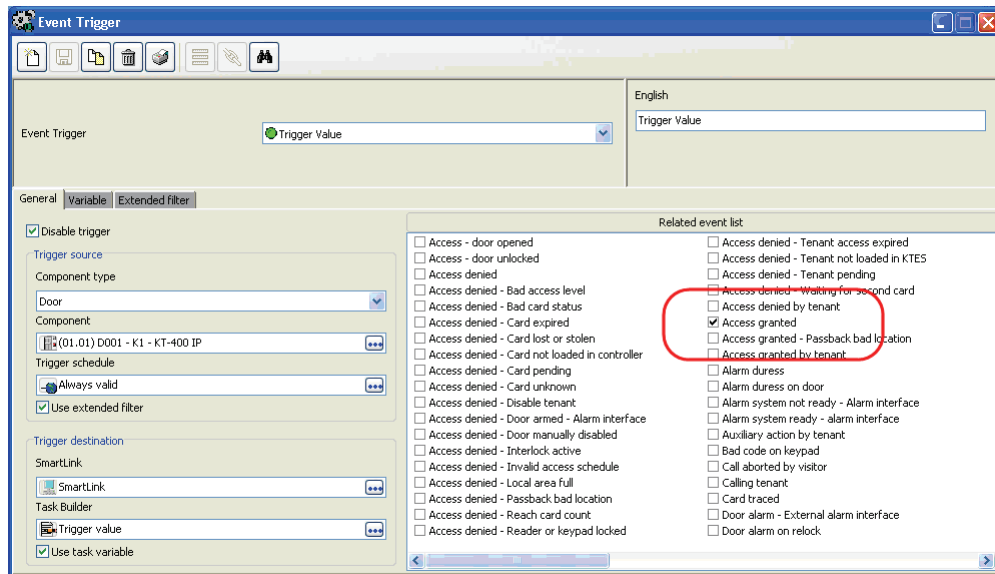 Event Trigger
English
Event Trigger
Trigger Value
Trigger Value
General
Variable
Extended filter
Disable trigger
Trigger source
Component type
Door
Component
(01.01) D001 - K1 - KT-400 IP
Trigger schedule
Always valid
Use extended filter
Trigger destination
SmartLink
SmartLink
Task Builder
Trigger value
Use task variable
Related event list
Access - door opened
Access - door unlocked
Access denied
Access denied - Bad access level
Access denied - Bad card status
Access denied - Card expired
Access denied - Card lost or stolen
Access denied - Card not loaded in controller
Access denied - Card pending
Access denied - Card unknown
Access denied - Disable tenant
Access denied - Door armed - Alarm interface
Access denied - Door manually disabled
Access denied - Interlock active
Access denied - Invalid access schedule
Access denied - Local area full
Access denied - Passback bad location
Access denied - Reach card count
Access denied - Reader or keypad locked
Access denied - Tenant access expired
Access denied - Tenant not loaded in KTES
Access denied - Tenant pending
Access denied - Waiting for second card
Access denied by tenant
Access granted
Access granted - Passback bad location
Access granted by tenant
Alarm duress
Alarm duress on door
Alarm system not ready - Alarm interface
Alarm system ready - alarm interface
Auxiliary action by tenant
Bad code on keypad
Call aborted by visitor
Calling tenant
Card traced
Door alarm - External alarm interface
Door alarm on relock